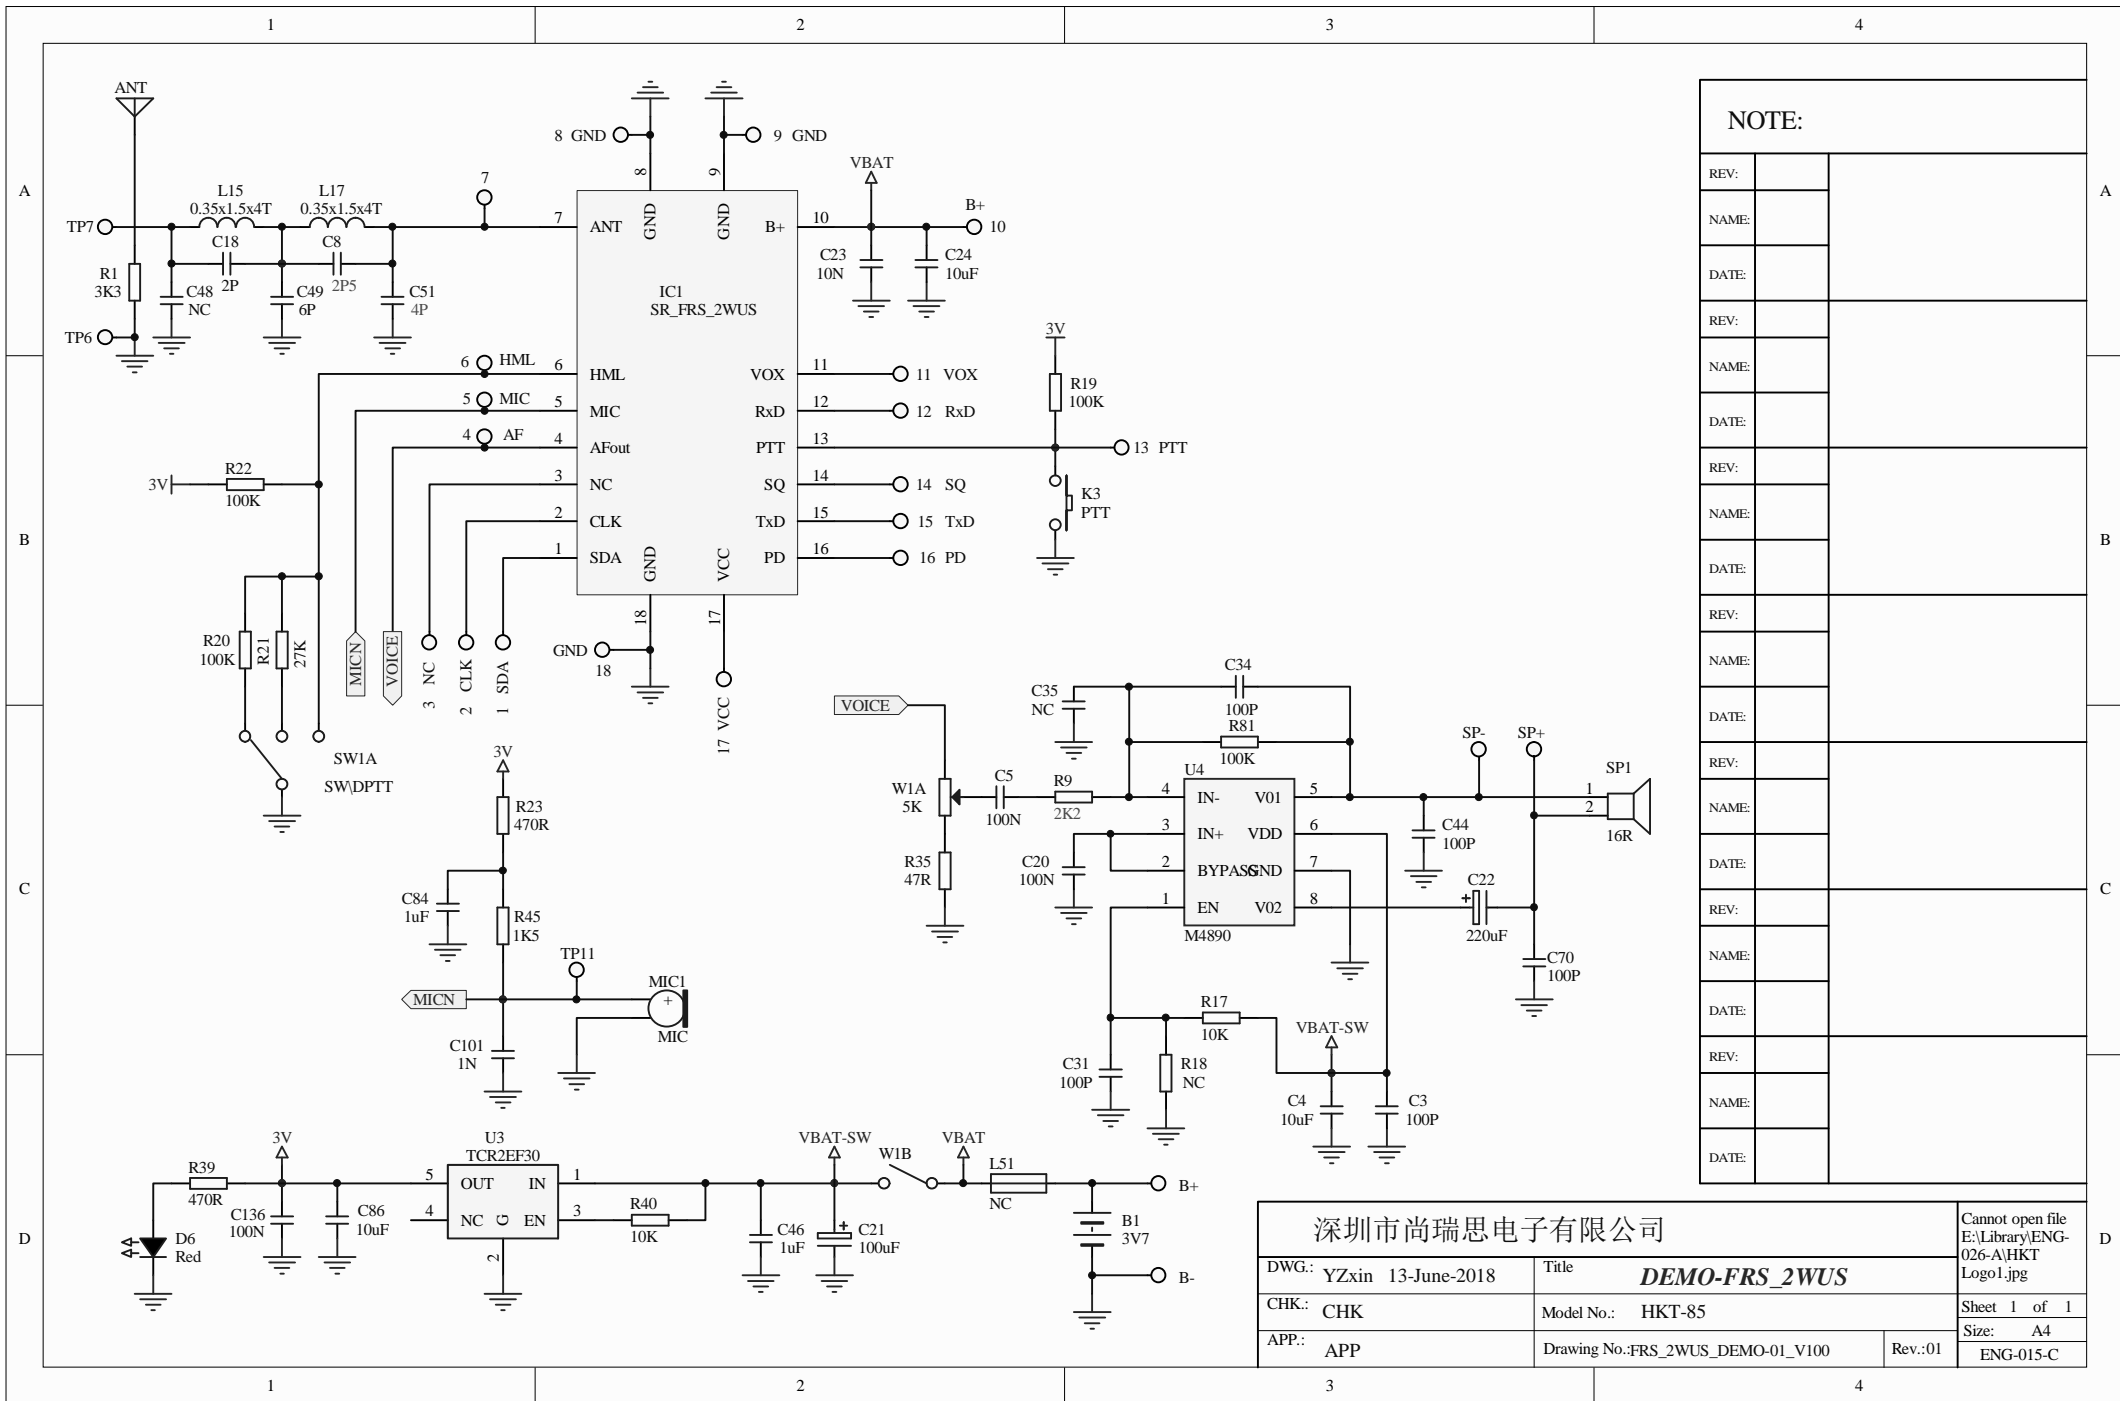 1 2 3 4
A
B
C
D
A
B
C
D
ANT
TP7
R1
3K3
TP6
L15
0.35x1.5x4T
L17
0.35x1.5x4T
C18
2P
C8
2P5
C48
NC
C49
6P
C51
4P
7
8 GND
9 GND
8
9
7 ANT
GND
GND
B+ 10
IC1
SR_FRS_2WUS
VBAT
B+
10
C23
10N
C24
10uF
6 HML
6 HML
5 MIC
5 MIC
4 AF
4 AFout
3 NC
2 CLK
1 SDA
GND
VCC
VOX 11
11 VOX
RxD 12
12 RxD
PTT 13
13 PTT
SQ 14
14 SQ
TxD 15
15 TxD
PD 16
16 PD
3V
R19
100K
K3
PTT
3V
R22
100K
R20
100K
R21
27K
MICN
VOICE
3 NC
2 CLK
1 SDA
18
17
GND
18
17 VCC
SW1A
SW\DPTT
3V
R23
470R
C84
1uF
R45
1K5
TP11
MICN
MIC1
+
MIC
C101
1N
VOICE
W1A
5K
R35
47R
C5
100N
R9
2K2
C35
NC
C34
100P
R81
100K
C20
100N
U4
4 IN- V01 5
3 IN+ VDD 6
2 BYPASS GND 7
1 EN V02 8
M4890
SP-
SP+
SP1
1
2
16R
C44
100P
C22
+
220uF
C70
100P
R17
10K
VBAT-SW
C31
100P
R18
NC
C4
10uF
C3
100P
3V
R39
470R
D6
Red
C136
100N
C86
10uF
U3
TCR2EF30
5 OUT IN 1
4 NC G EN 3
2
R40
10K
VBAT-SW
W1B
VBAT
L51
NC
C46
1uF
+
C21
100uF
B+
B1
3V7
B-
NOTE:
REV:
NAME:
DATE:
REV:
NAME:
DATE:
REV:
NAME:
DATE:
REV:
NAME:
DATE:
REV:
NAME:
DATE:
REV:
NAME:
DATE:
REV:
NAME:
DATE:
深圳市尚瑞思电子有限公司
Cannot open file
E:\Library\ENG-
026-A\HKT
Logo1.jpg
DWG.: YZxin 13-June-2018
Title DEMO-FRS_2WUS
CHK.: CHK
Model No.: HKT-85
Sheet 1 of 1
Size: A4
APP.: APP
Drawing No.:FRS_2WUS_DEMO-01_V100
Rev.:01
ENG-015-C
1 2 3 4